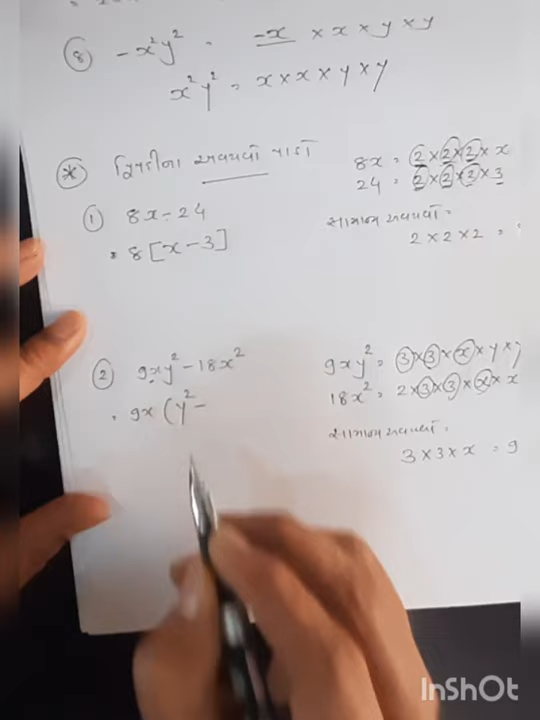 ⑧ -x²y² = -x × x × y × y
x²y² = x × x × y × y
* દ્વિપદીના અવયવો પાડો
8x = 2 × 2 × 2 × x
24 = 2 × 2 × 2 × 3
① 8x - 24
= 8[x - 3]
સામાન્ય અવયવો =
2 × 2 × 2 =
② 9xy² - 18x²
= 9x (y² -
9xy² = 3 × 3 × x × y × y
18x² = 2 × 3 × 3 × x × x
સામાન્ય અવયવો =
3 × 3 × x = 9
InShOt